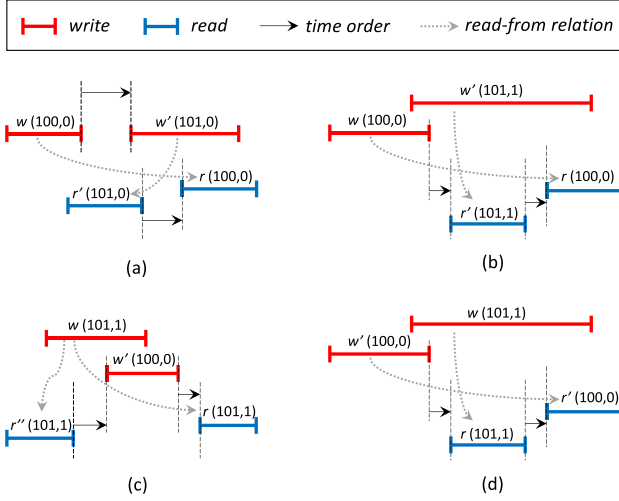 write read time order read-from relation
w (100,0) w’ (101,0)
r’ (101,0) r (100,0)
(a)
w’ (101,1)
w (100,0)
r (100,0)
r’ (101,1)
(b)
w (101,1)
w’ (100,0)
r’’ (101,1) r (101,1)
(c)
w (101,1)
w’ (100,0)
r’ (100,0)
r (101,1)
(d)